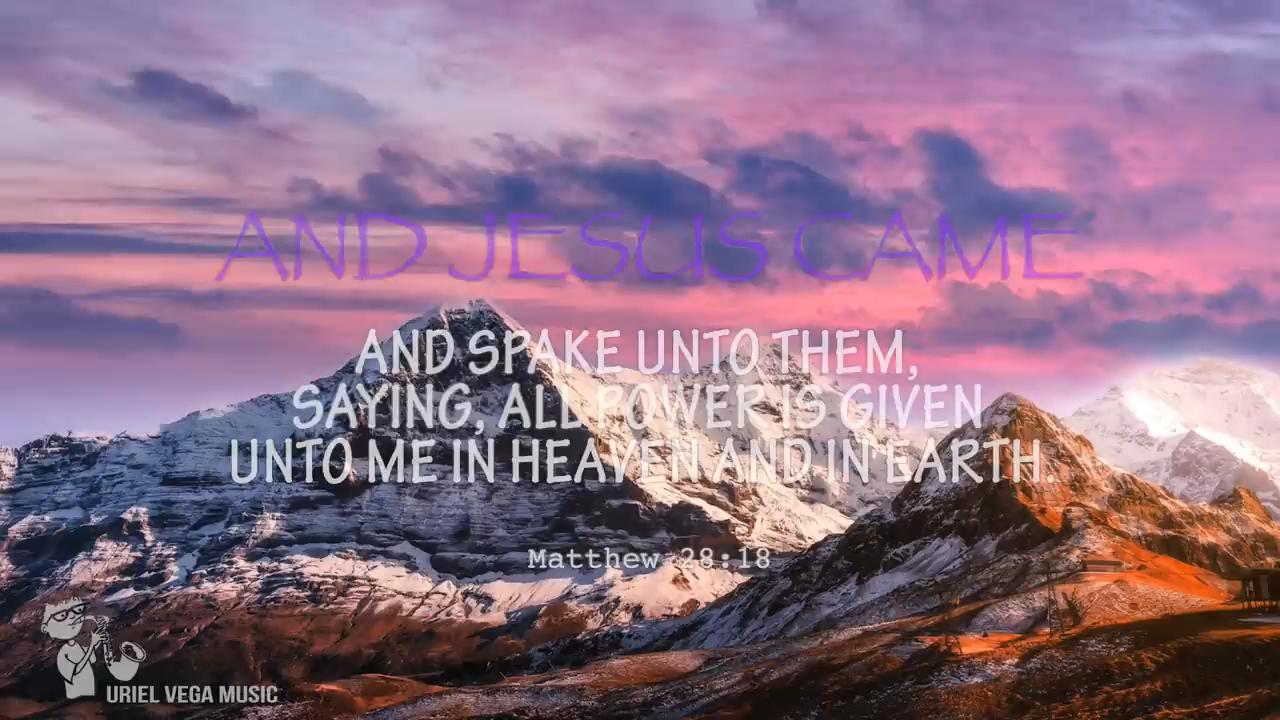 AND JESUS CAME
AND SPAKE UNTO THEM,
SAYING, ALL POWER IS GIVEN
UNTO ME IN HEAVEN AND IN EARTH.
Matthew 28:18
URIEL VEGA MUSIC